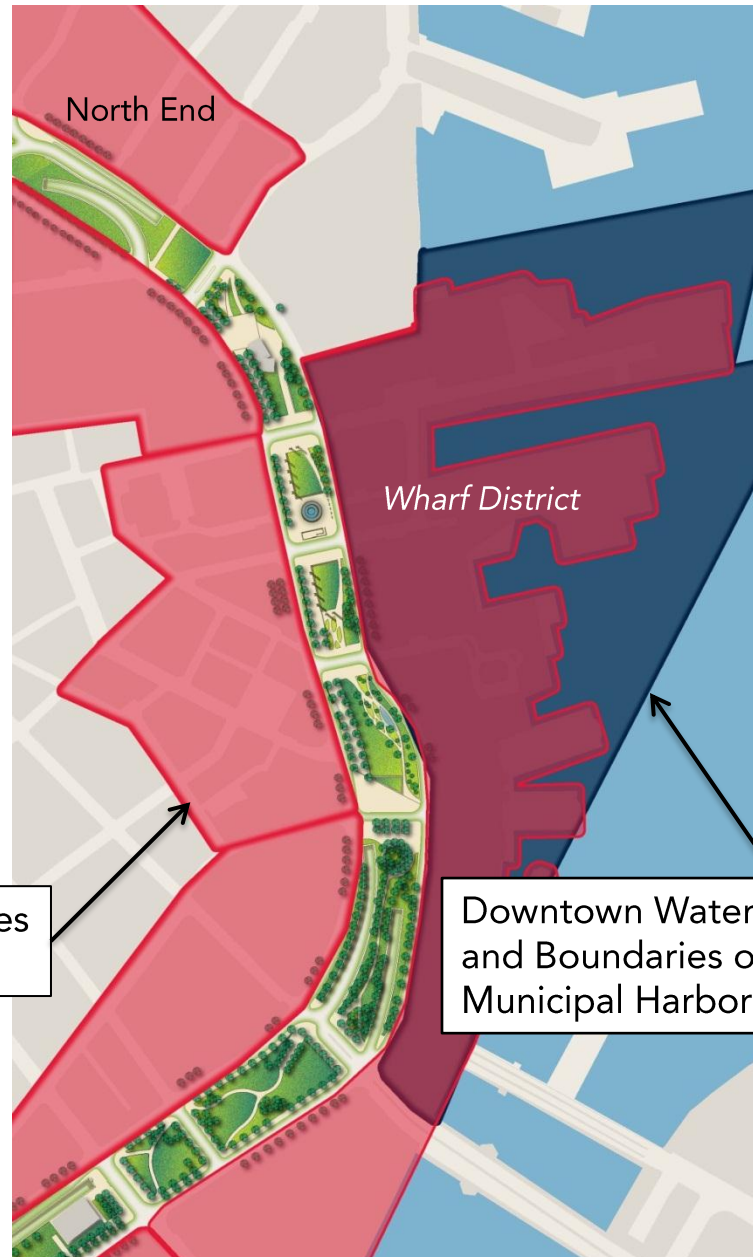 North End
Wharf District
es
Downtown Water
and Boundaries o
Municipal Harbor